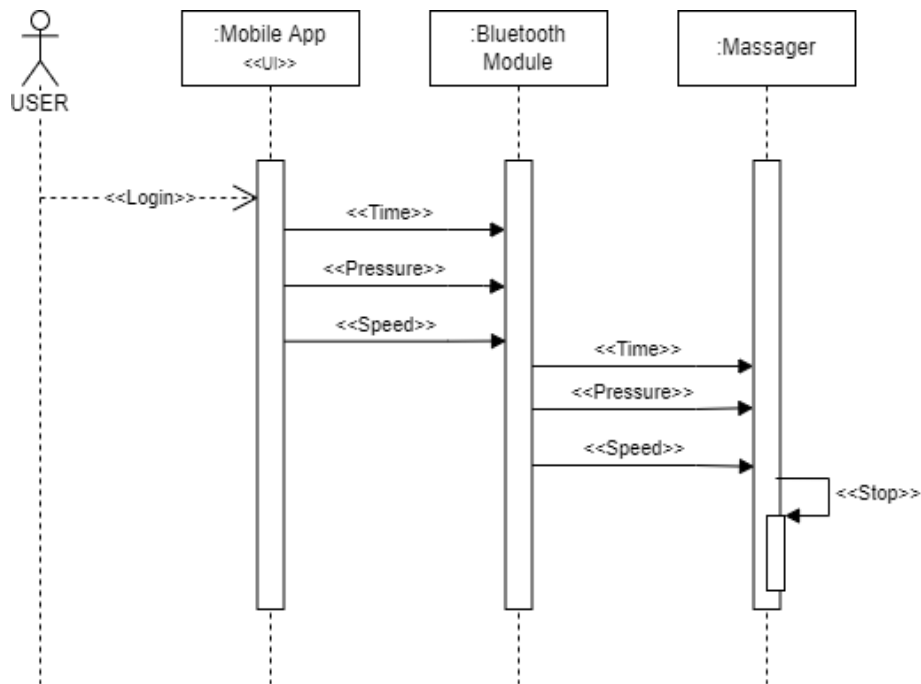 USER
:Mobile App
<<UI>>
:Bluetooth
Module
:Massager
<<Login>>
<<Time>>
<<Pressure>>
<<Speed>>
<<Time>>
<<Pressure>>
<<Speed>>
<<Stop>>